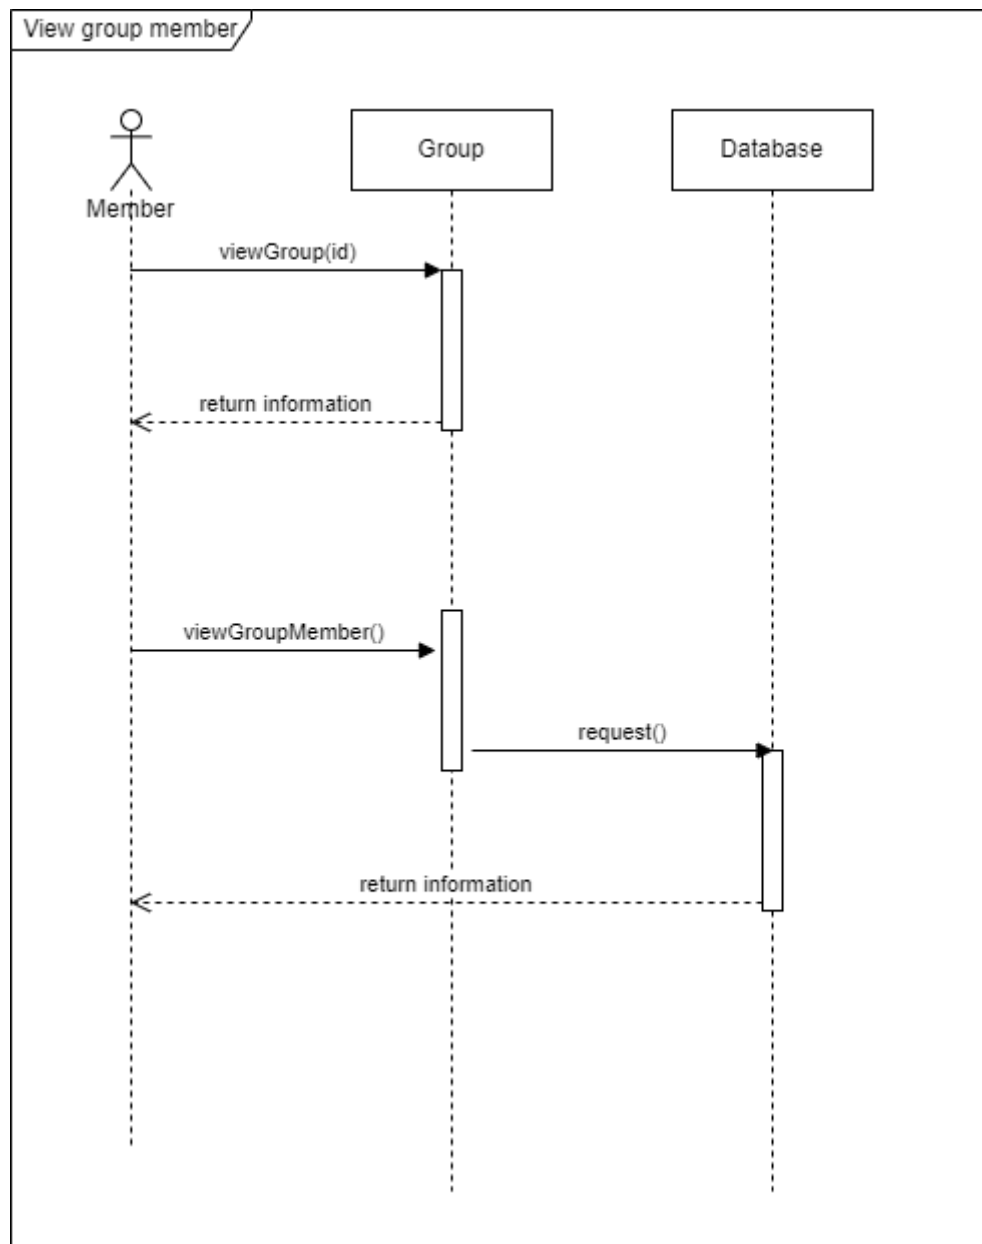 View group member
Group
Database
Member
viewGroup(id)
return information
viewGroupMember()
request()
return information